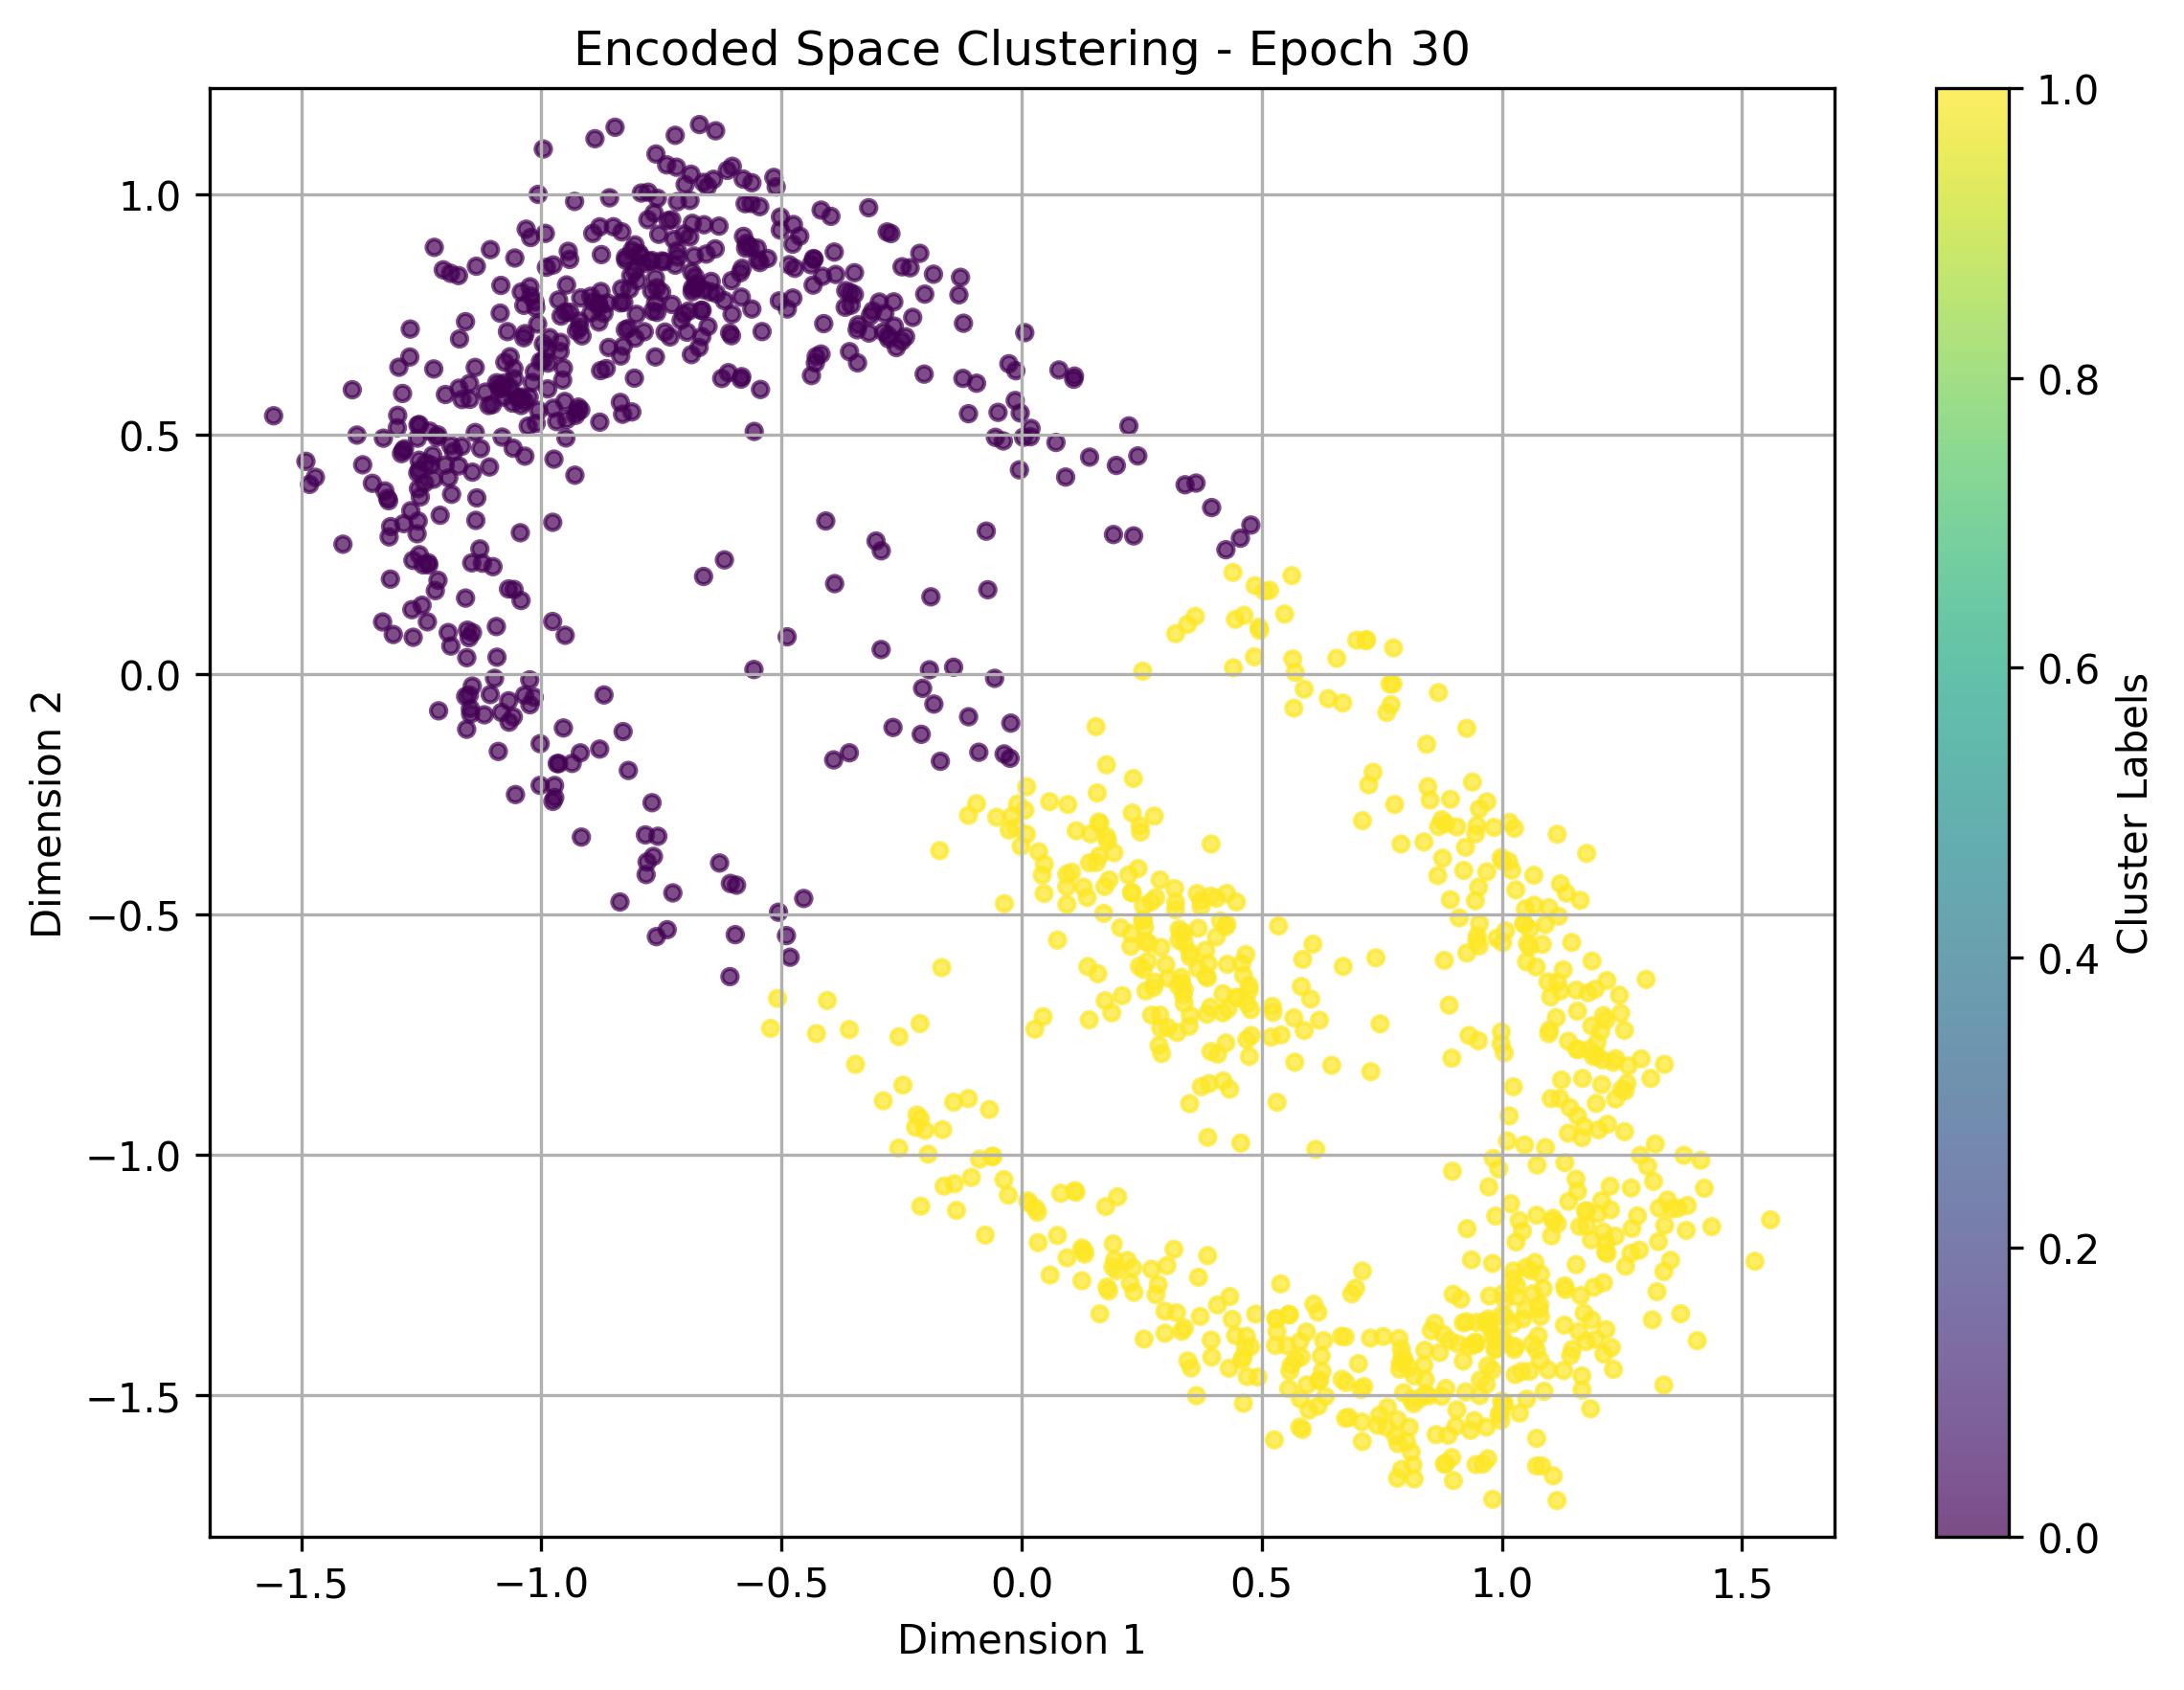 Encoded Space Clustering - Epoch 30
1.0
0.5
0.0
−0.5
−1.0
−1.5
Dimension 2
−1.5 −1.0 −0.5 0.0 0.5 1.0 1.5
Dimension 1
1.0
0.8
0.6
0.4
0.2
0.0
Cluster Labels